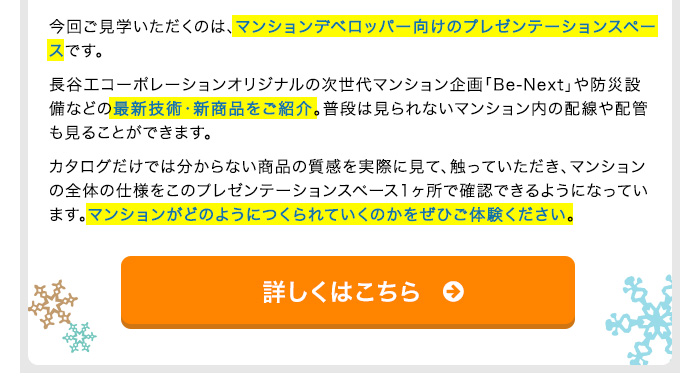 今回ご見学いただくのは、マンションデベロッパー向けのプレゼンテーションスペー
スです。
長谷工コーポレーションオリジナルの次世代マンション企画「Be-Next」や防災設
備などの最新技術・新商品をご紹介。普段は見られないマンション内の配線や配管
も見ることができます。
カタログだけでは分からない商品の質感を実際に見て、触っていただき、マンション
の全体の仕様をこのプレゼンテーションスペース1ヶ所で確認できるようになってい
ます。マンションがどのようにつくられていくのかをぜひご体験ください。
詳しくはこちら